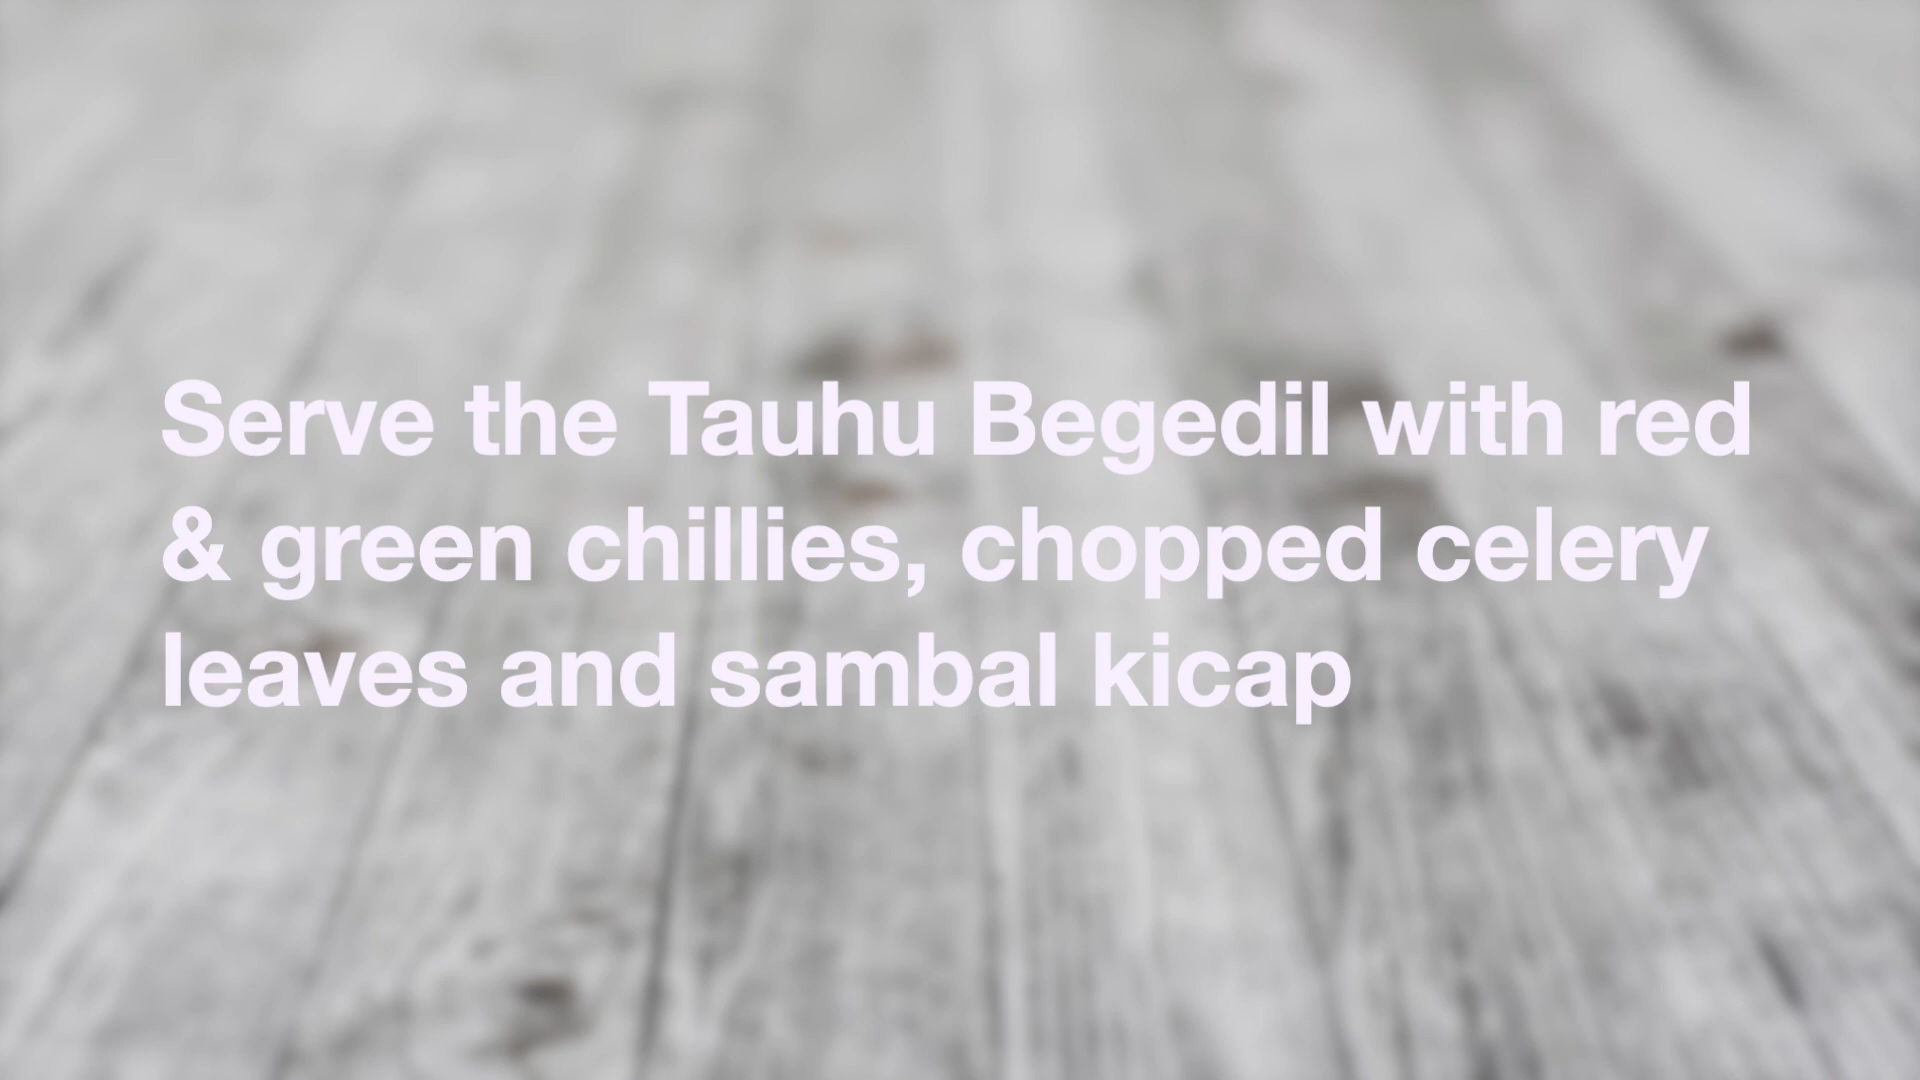 Serve the Tauhu Begedil with red
& green chillies, chopped celery
leaves and sambal kicap